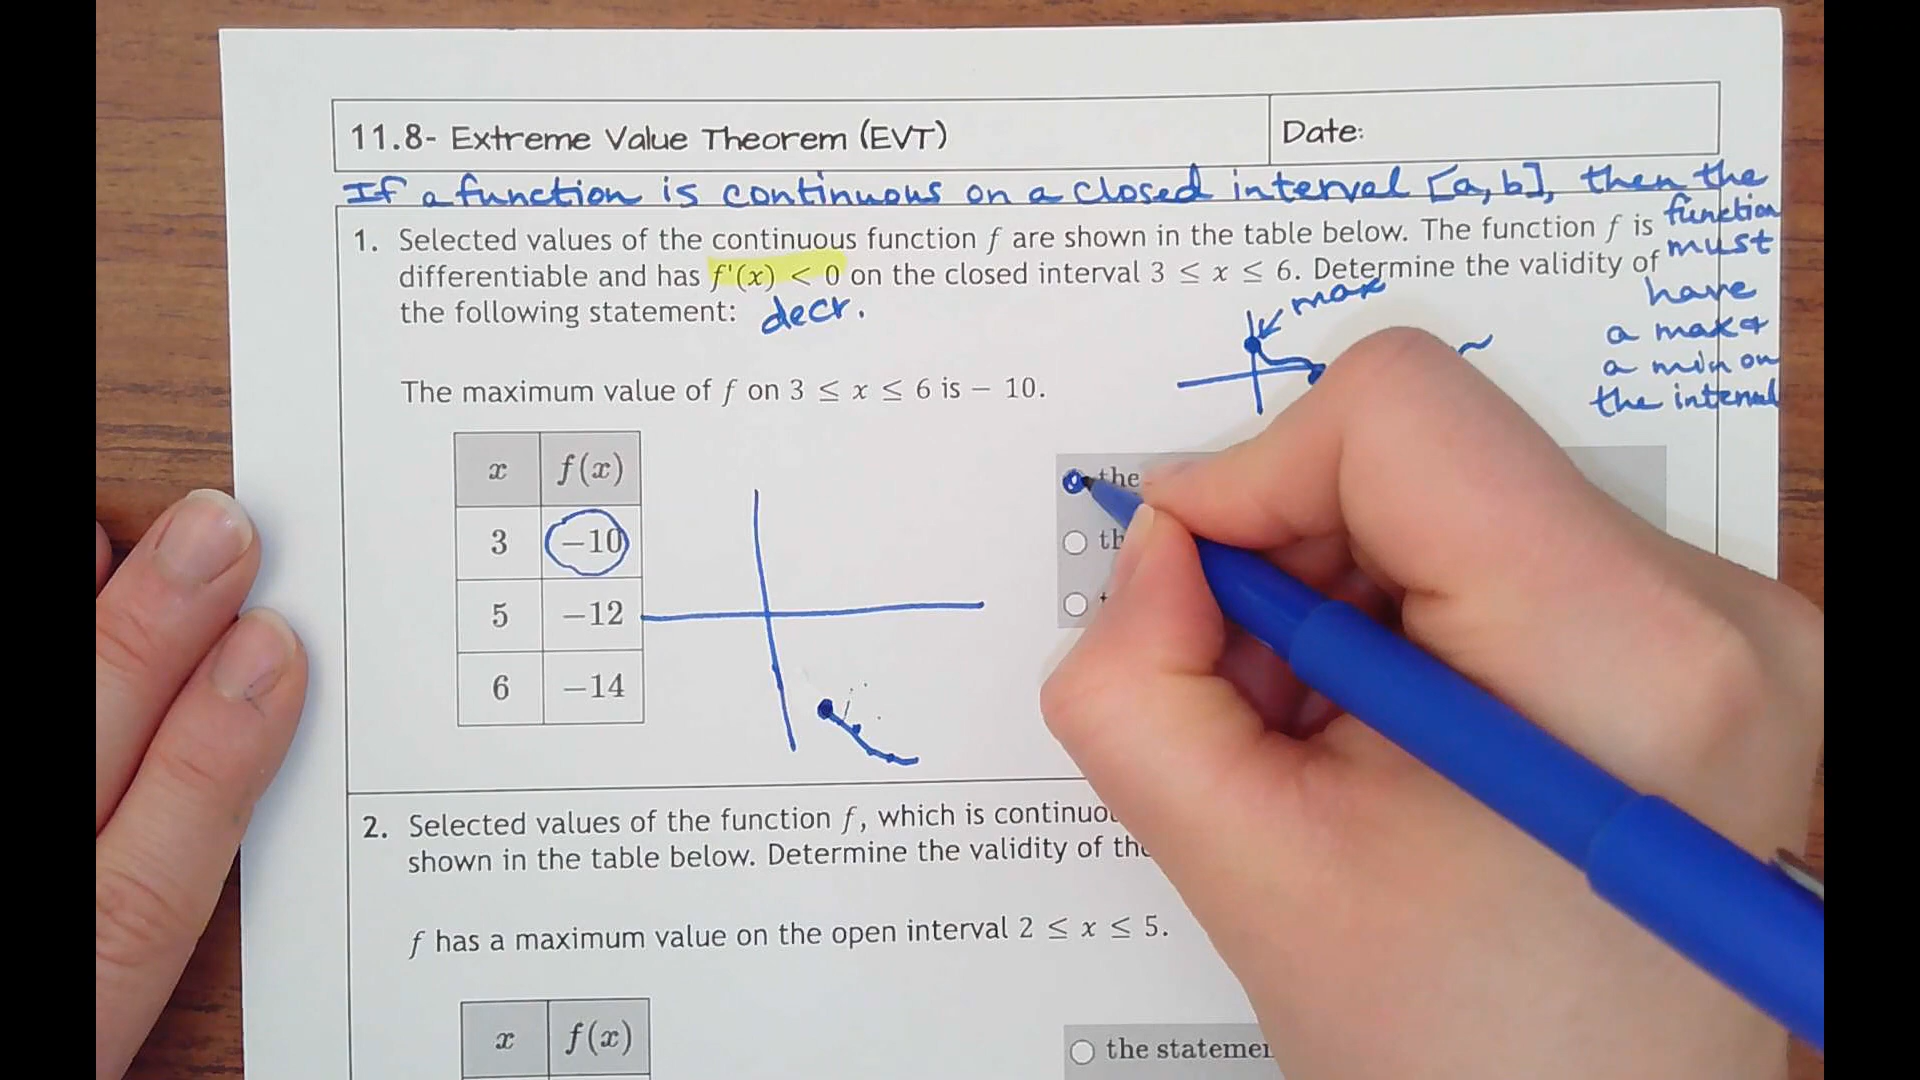 11.8- Extreme Value Theorem (EVT)
Date:
If a function is continuous on a closed interval [a,b], then the
function
must
have
a max &
a min on
the interval
1. Selected values of the continuous function f are shown in the table below. The function f is
differentiable and has f'(x) < 0 on the closed interval 3 ≤ x ≤ 6. Determine the validity of
the following statement:
decr.
max
The maximum value of f on 3 ≤ x ≤ 6 is − 10.
x f(x)
3 −10
5 −12
6 −14
the
2. Selected values of the function f, which is
shown in the table below. Determine the validity of
f has a maximum value on the open interval 2 ≤ x ≤ 5.
x f(x)
the